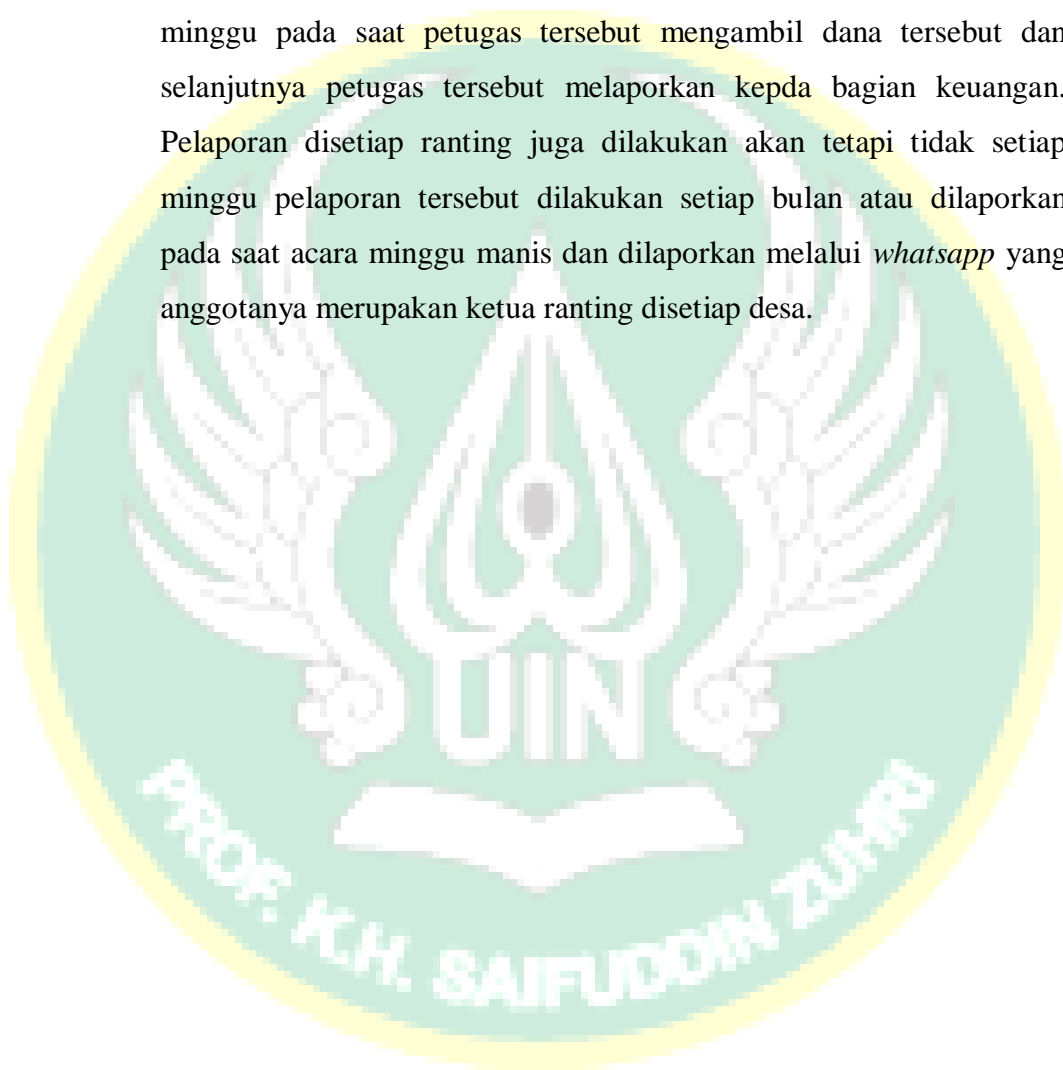 minggu pada saat petugas tersebut mengambil dana tersebut dan
selanjutnya petugas tersebut melaporkan kepda bagian keuangan.
Pelaporan disetiap ranting juga dilakukan akan tetapi tidak setiap
minggu pelaporan tersebut dilakukan setiap bulan atau dilaporkan
pada saat acara minggu manis dan dilaporkan melalui whatsapp yang
anggotanya merupakan ketua ranting disetiap desa.
UIN
PROF. K.H. SAIFUDDIN ZUHRI